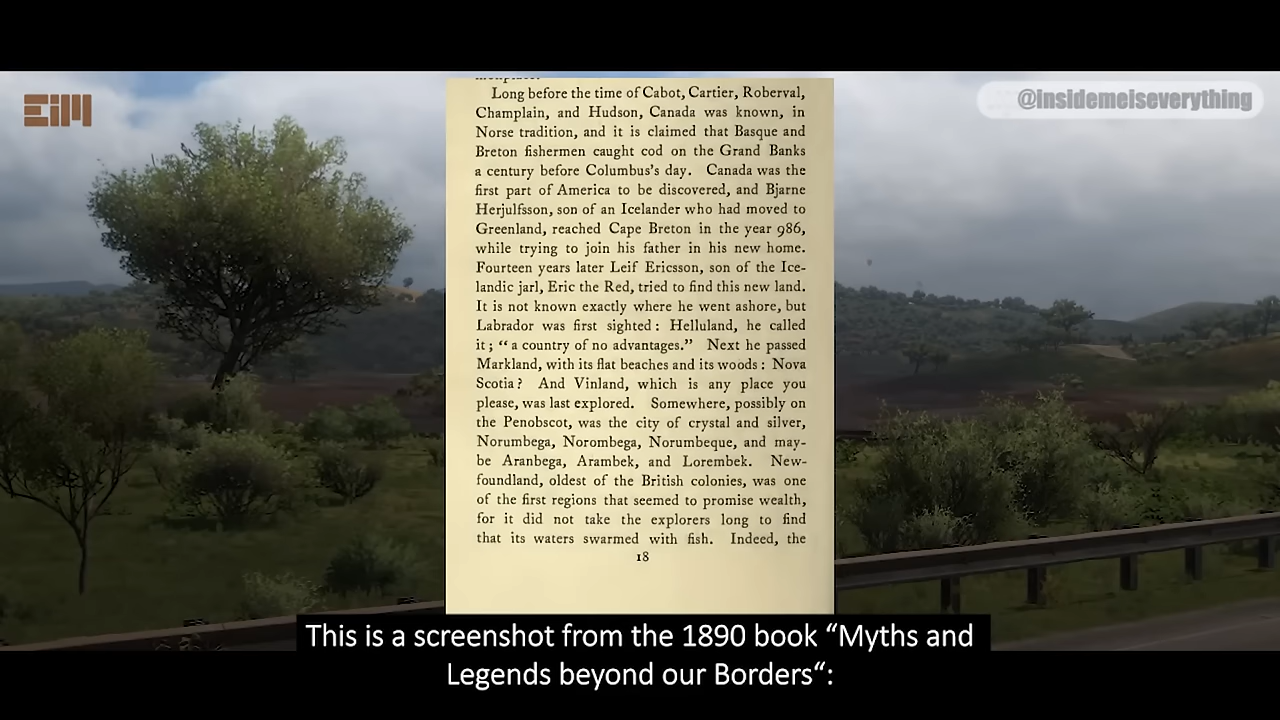 EIM
@insidemeiseverything
Long before the time of Cabot, Cartier, Roberval,
Champlain, and Hudson, Canada was known, in
Norse tradition, and it is claimed that Basque and
Breton fishermen caught cod on the Grand Banks
a century before Columbus's day. Canada was the
first part of America to be discovered, and Bjarne
Herjulfsson, son of an Icelander who had moved to
Greenland, reached Cape Breton in the year 986,
while trying to join his father in his new home.
Fourteen years later Leif Ericsson, son of the Ice-
landic jarl, Eric the Red, tried to find this new land.
It is not known exactly where he went ashore, but
Labrador was first sighted: Helluland, he called
it; "a country of no advantages." Next he passed
Markland, with its flat beaches and its woods: Nova
Scotia? And Vinland, which is any place you
please, was last explored. Somewhere, possibly on
the Penobscot, was the city of crystal and silver,
Norumbega, Norombega, Norumbeque, and may-
be Aranbega, Arambek, and Lorembek. New-
foundland, oldest of the British colonies, was one
of the first regions that seemed to promise wealth,
for it did not take the explorers long to find
that its waters swarmed with fish. Indeed, the
18
This is a screenshot from the 1890 book “Myths and
Legends beyond our Borders“: